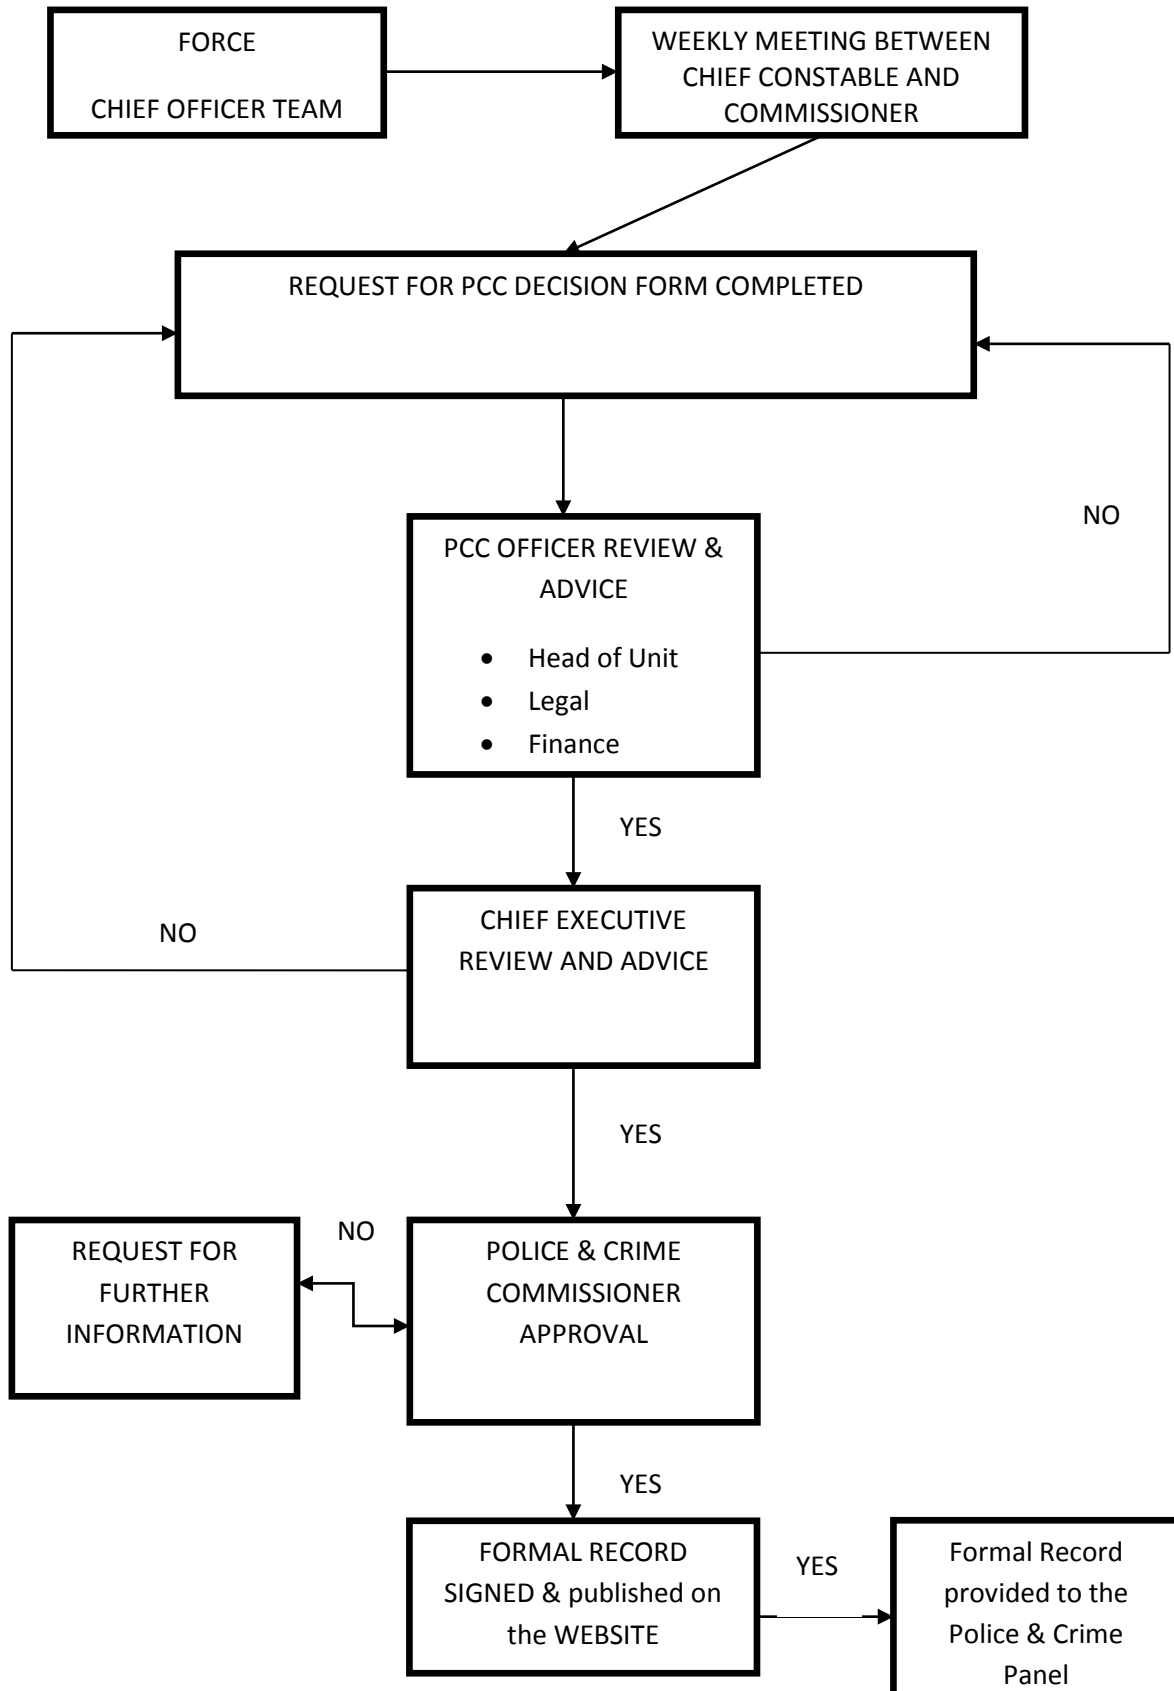 FORCE
CHIEF OFFICER TEAM
WEEKLY MEETING BETWEEN
CHIEF CONSTABLE AND
COMMISSIONER
REQUEST FOR PCC DECISION FORM COMPLETED
NO
PCC OFFICER REVIEW &
ADVICE
• Head of Unit
• Legal
• Finance
YES
NO
CHIEF EXECUTIVE
REVIEW AND ADVICE
YES
REQUEST FOR
FURTHER
INFORMATION
NO
POLICE & CRIME
COMMISSIONER
APPROVAL
YES
FORMAL RECORD
SIGNED & published on
the WEBSITE
YES
Formal Record
provided to the
Police & Crime
Panel